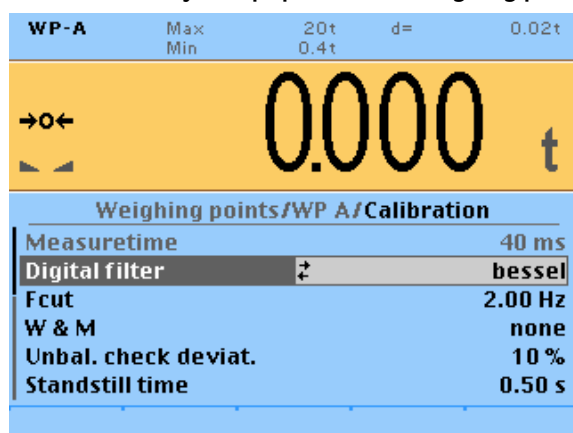 WP-A Max 20t d= 0.02t
Min 0.4t
→0← 0.000 t
Weighing points/WP A/Calibration
Measuretime 40 ms
Digital filter bessel
Fcut 2.00 Hz
W & M none
Unbal. check deviat. 10 %
Standstill time 0.50 s